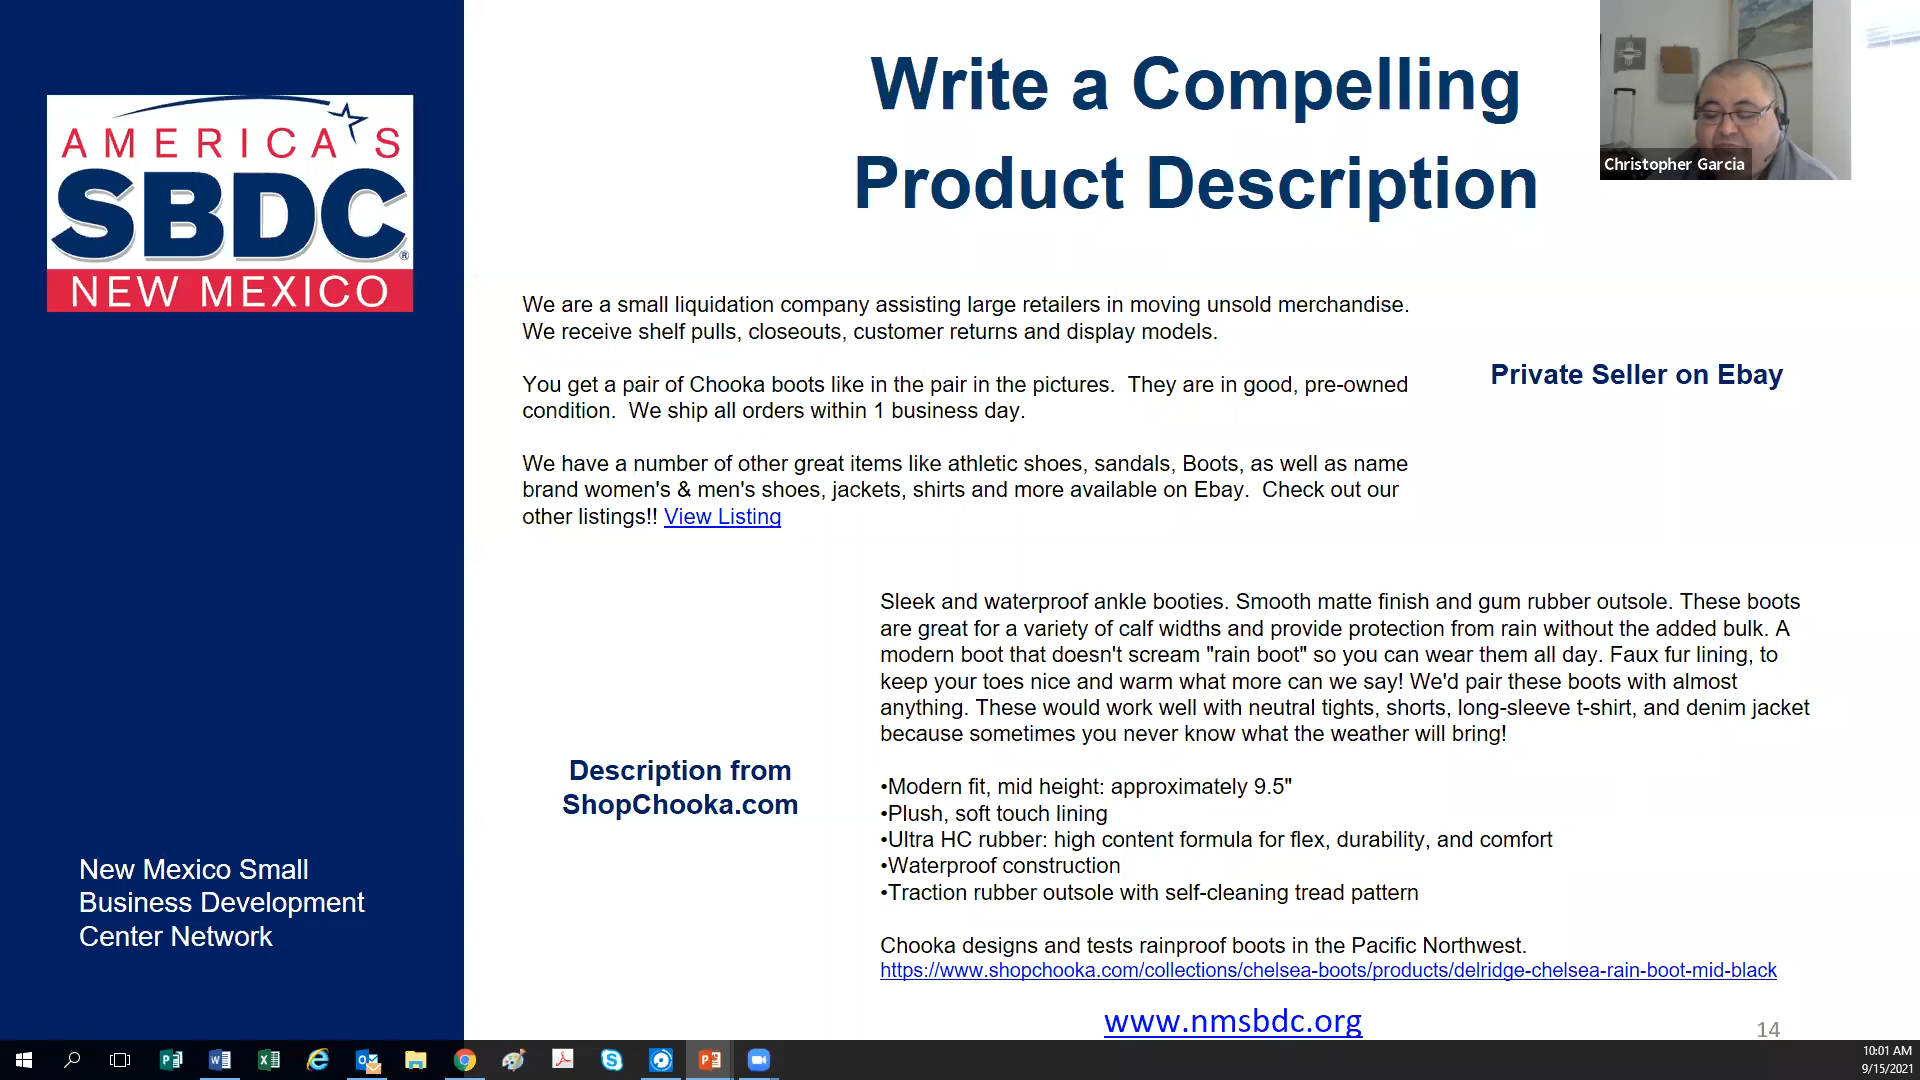 AMERICA'S
SBDC®
NEW MEXICO
New Mexico Small
Business Development
Center Network
Write a Compelling
Product Description
Christopher Garcia
We are a small liquidation company assisting large retailers in moving unsold merchandise.
We receive shelf pulls, closeouts, customer returns and display models.
You get a pair of Chooka boots like in the pair in the pictures.  They are in good, pre-owned
condition.  We ship all orders within 1 business day.
We have a number of other great items like athletic shoes, sandals, Boots, as well as name
brand women's & men's shoes, jackets, shirts and more available on Ebay.  Check out our
other listings!! View Listing
Private Seller on Ebay
Description from
ShopChooka.com
Sleek and waterproof ankle booties. Smooth matte finish and gum rubber outsole. These boots
are great for a variety of calf widths and provide protection from rain without the added bulk. A
modern boot that doesn't scream "rain boot" so you can wear them all day. Faux fur lining, to
keep your toes nice and warm what more can we say! We'd pair these boots with almost
anything. These would work well with neutral tights, shorts, long-sleeve t-shirt, and denim jacket
because sometimes you never know what the weather will bring!
•Modern fit, mid height: approximately 9.5"
•Plush, soft touch lining
•Ultra HC rubber: high content formula for flex, durability, and comfort
•Waterproof construction
•Traction rubber outsole with self-cleaning tread pattern
Chooka designs and tests rainproof boots in the Pacific Northwest.
https://www.shopchooka.com/collections/chelsea-boots/products/delridge-chelsea-rain-boot-mid-black
www.nmsbdc.org
14
10:01 AM
9/15/2021